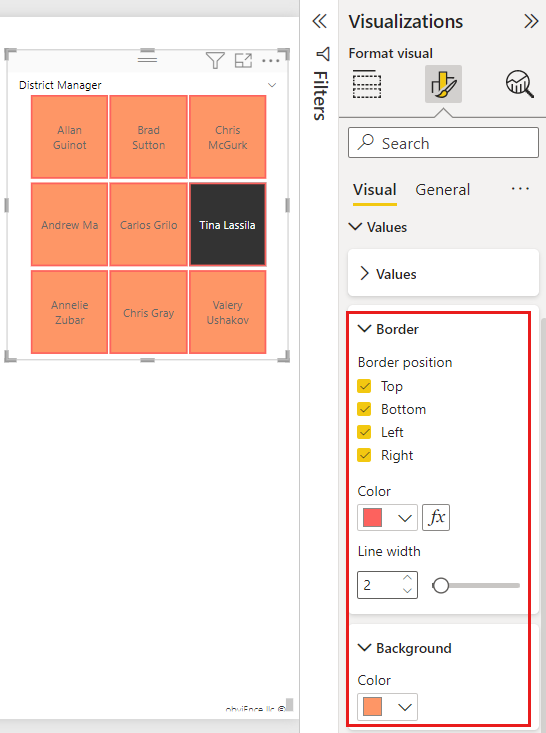 District Manager
Allan
Guinot
Brad
Sutton
Chris
McGurk
Andrew Ma
Carlos Grilo
Tina Lassila
Annelie
Zubar
Chris Gray
Valery
Ushakov
obviEnce llc ©
Filters
Visualizations
Format visual
Search
Visual
General
Values
Values
Border
Border position
Top
Bottom
Left
Right
Color
fx
Line width
2
Background
Color